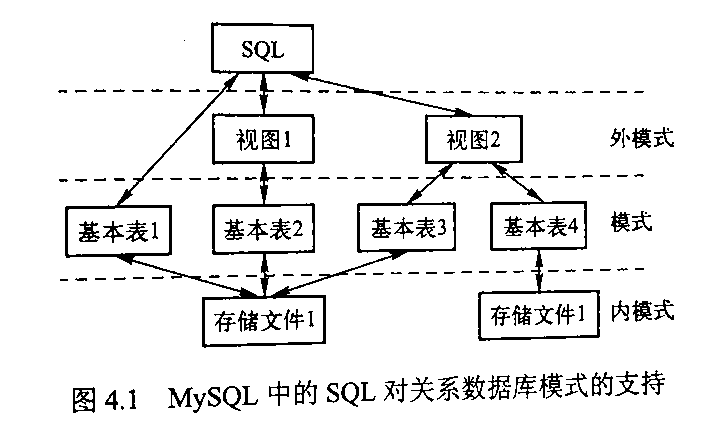 SQL
视图1 视图2 外模式
基本表1 基本表2 基本表3 基本表4 模式
存储文件1 存储文件1 内模式
图 4.1 MySQL 中的 SQL 对关系数据库模式的支持